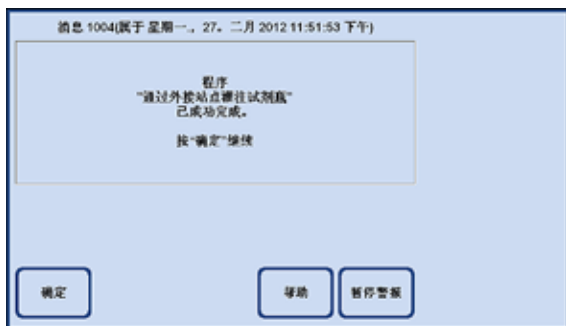 消息 1004(属于 星期一., 27。 二月 2012 11:51:53 下午)
程序
"通过外接站点灌注试剂瓶"
已成功完成。
按“确定”继续
确定
帮助
暂停警报